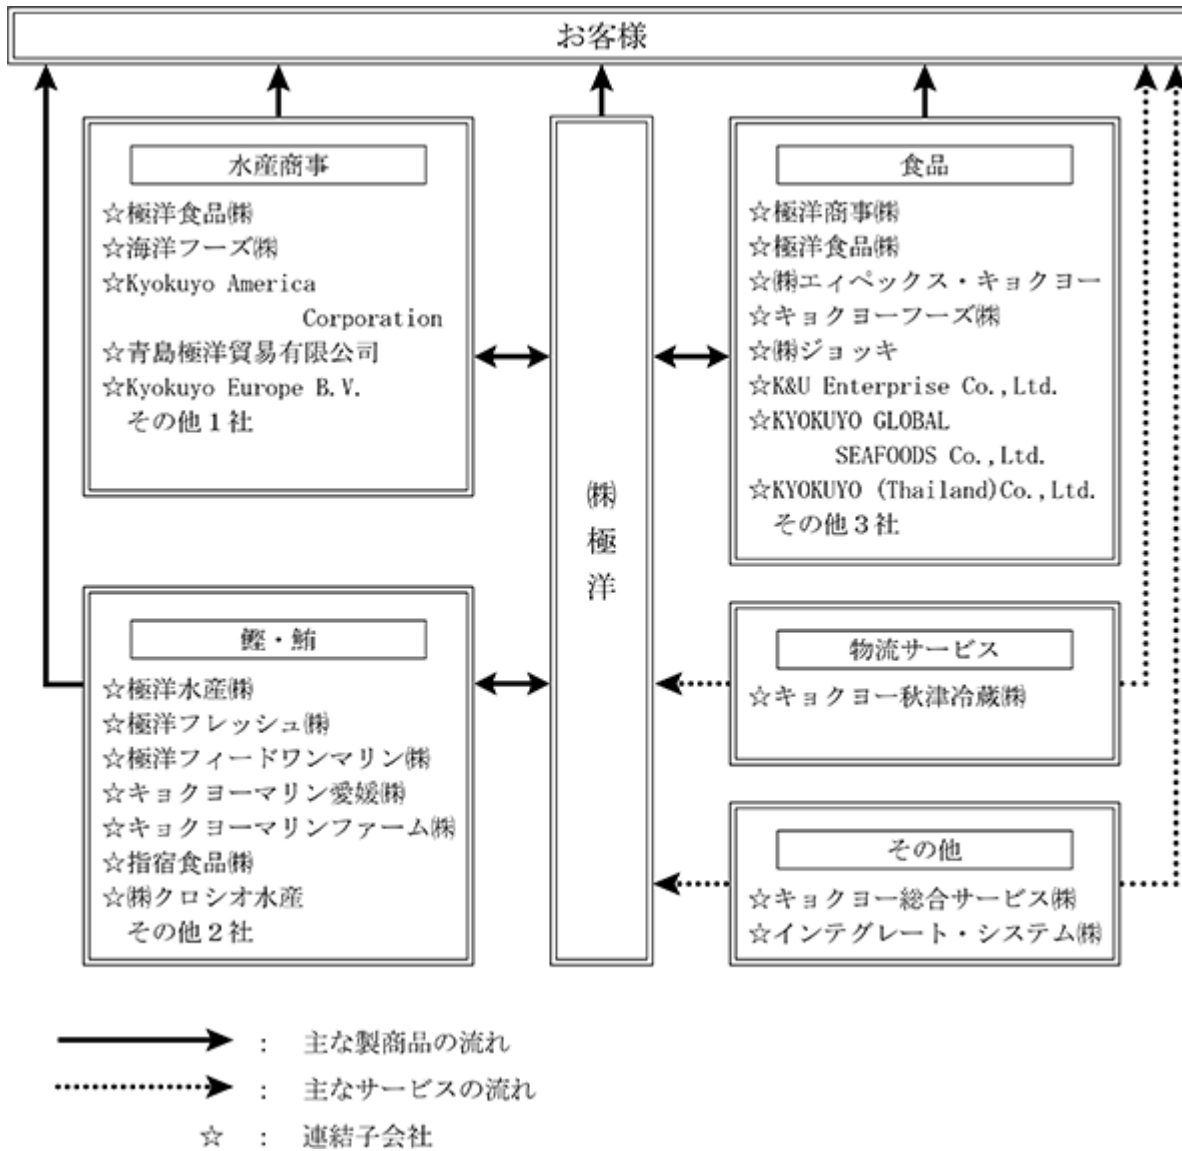 お客様
水産商事
☆極洋食品㈱
☆海洋フーズ㈱
☆Kyokuyo America
Corporation
☆青島極洋貿易有限公司
☆Kyokuyo Europe B.V.
その他１社
鰹・鮪
☆極洋水産㈱
☆極洋フレッシュ㈱
☆極洋フィードワンマリン㈱
☆キョクヨーマリン愛媛㈱
☆キョクヨーマリンファーム㈱
☆指宿食品㈱
☆㈱クロシオ水産
その他２社
㈱極洋
食品
☆極洋商事㈱
☆極洋食品㈱
☆㈱エィペックス・キョクヨー
☆キョクヨーフーズ㈱
☆㈱ジョッキ
☆K&U Enterprise Co.,Ltd.
☆KYOKUYO GLOBAL
SEAFOODS Co.,Ltd.
☆KYOKUYO (Thailand)Co.,Ltd.
その他３社
物流サービス
☆キョクヨー秋津冷蔵㈱
その他
☆キョクヨー総合サービス㈱
☆インテグレート・システム㈱
： 主な製商品の流れ
： 主なサービスの流れ
☆ ： 連結子会社